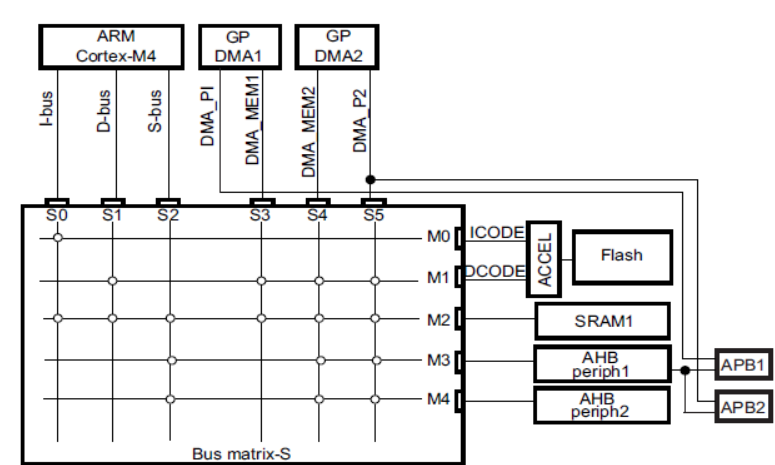 ARM
Cortex-M4
GP
DMA1
GP
DMA2
I-bus
D-bus
S-bus
DMA_PI
DMA_MEM1
DMA_MEM2
DMA_P2
S0 S1 S2 S3 S4 S5
M0 ICODE
M1 DCODE
ACCEL
Flash
M2
SRAM1
M3
AHB
periph1
APB1
M4
AHB
periph2
APB2
Bus matrix-S